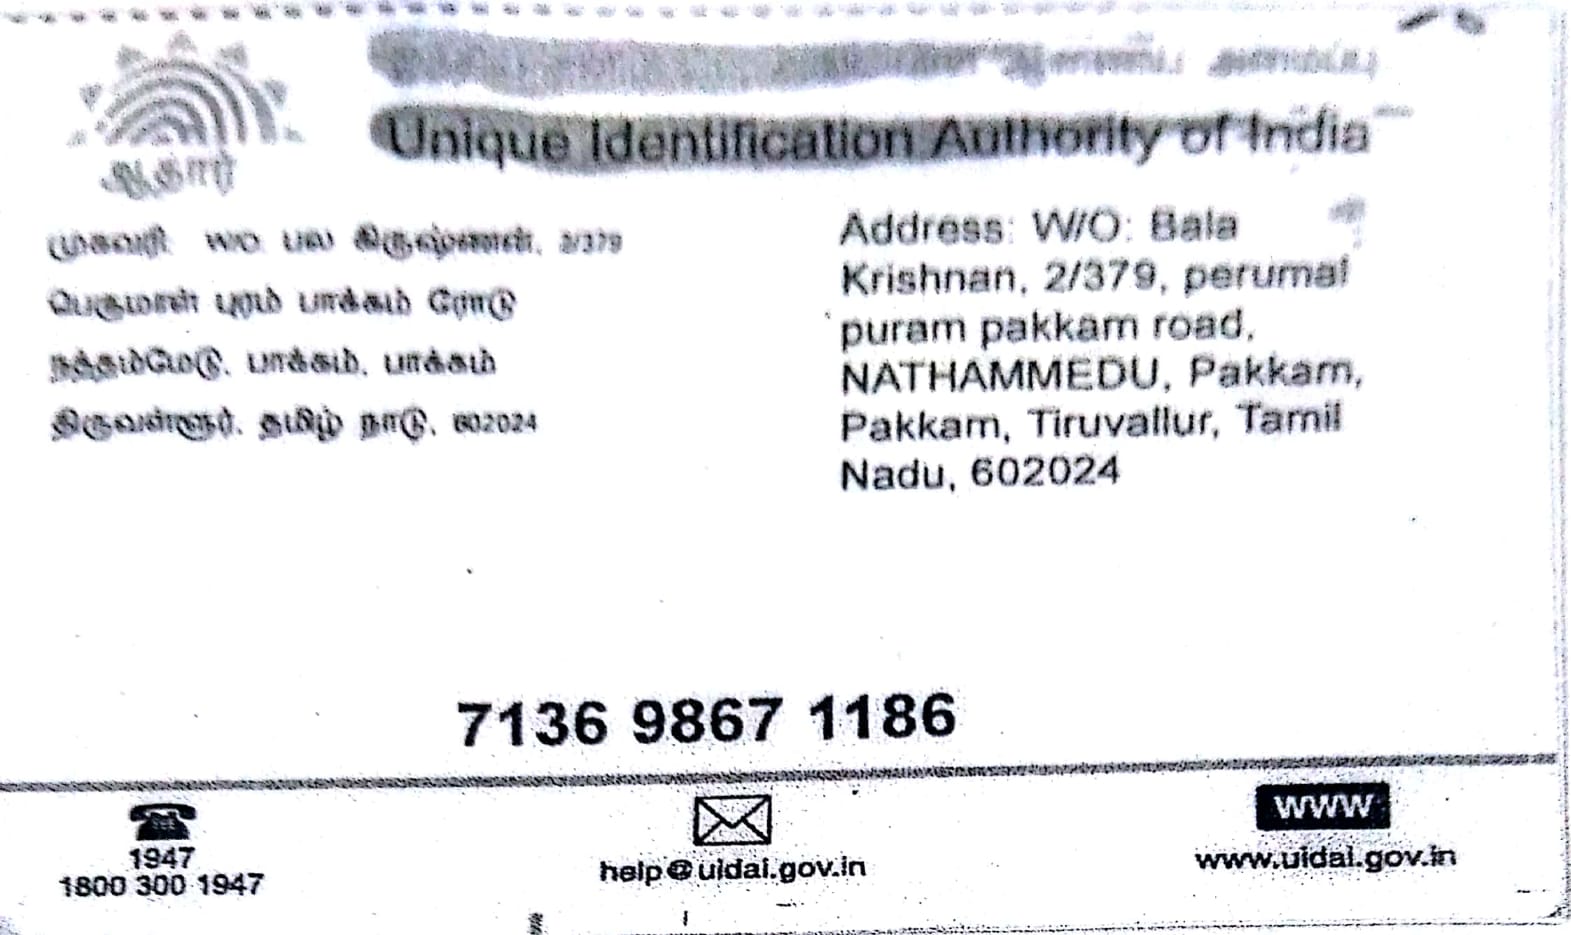 ஆதார்
Unique Identification Authority of India
முகவரி: W/O: பால கிருஷ்ணன், 2/379
பெருமாள் புரம் பாக்கம் ரோடு
நத்தம்மேடு, பாக்கம், பாக்கம்
திருவள்ளூர், தமிழ் நாடு, 602024
Address: W/O: Bala
Krishnan, 2/379, perumal
puram pakkam road,
NATHAMMEDU, Pakkam,
Pakkam, Tiruvallur, Tamil
Nadu, 602024
7136 9867 1186
1947
1800 300 1947
help@uidai.gov.in
www
www.uidai.gov.in